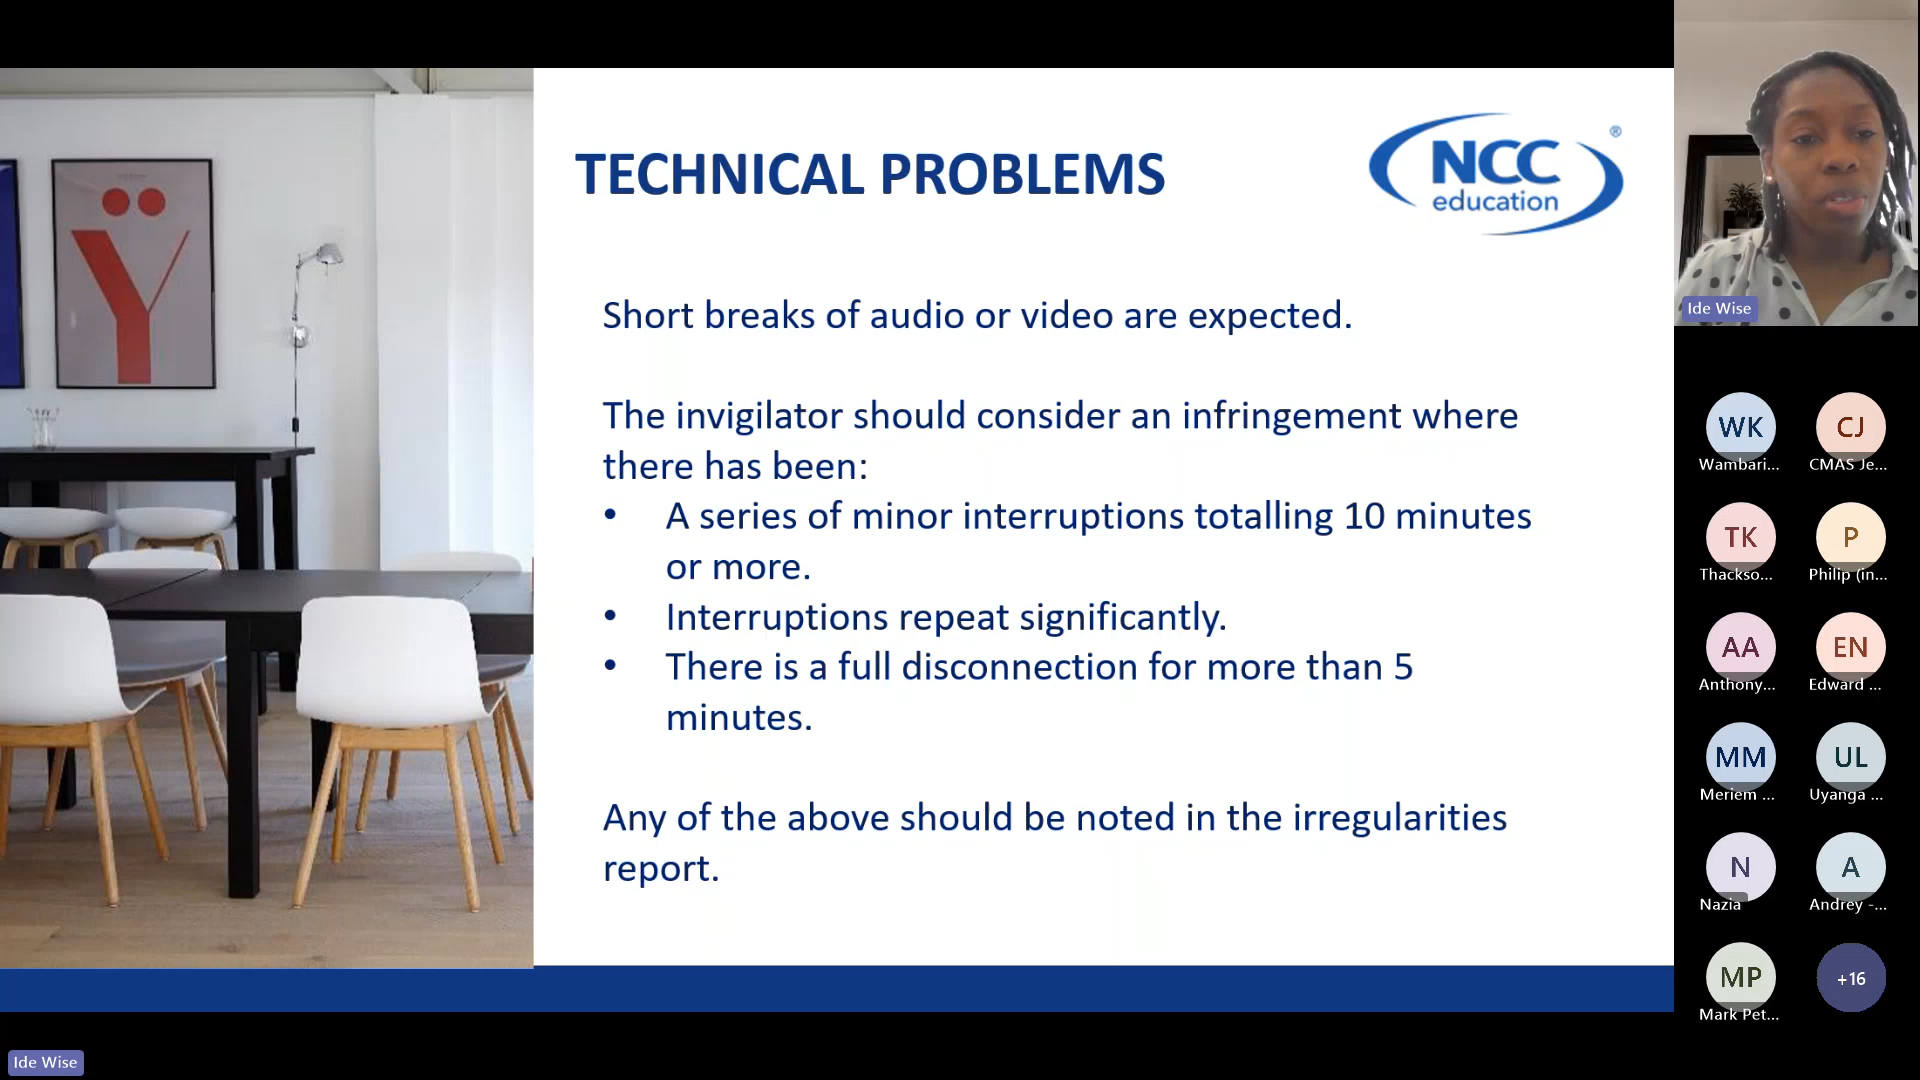 TECHNICAL PROBLEMS
NCC
education
®
Short breaks of audio or video are expected.
The invigilator should consider an infringement where
there has been:
• A series of minor interruptions totalling 10 minutes
or more.
• Interruptions repeat significantly.
• There is a full disconnection for more than 5
minutes.
Any of the above should be noted in the irregularities
report.
Ÿ
Ide Wise
WK
Wambari...
CJ
CMAS Je...
TK
Thackso...
P
Philip (in...
AA
Anthony...
EN
Edward ...
MM
Meriem ...
UL
Uyanga ...
N
Nazia
A
Andrey -...
MP
Mark Pet...
+16
Ide Wise